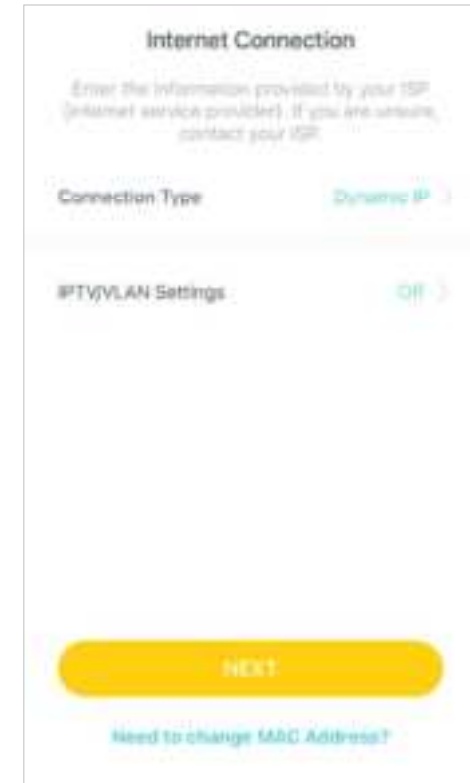 Internet Connection
Enter the information provided by your ISP
(internet service provider). If you are unsure,
contact your ISP.
Connection Type
Dynamic IP
IPTV/VLAN Settings
Off
NEXT
Need to change MAC Address?